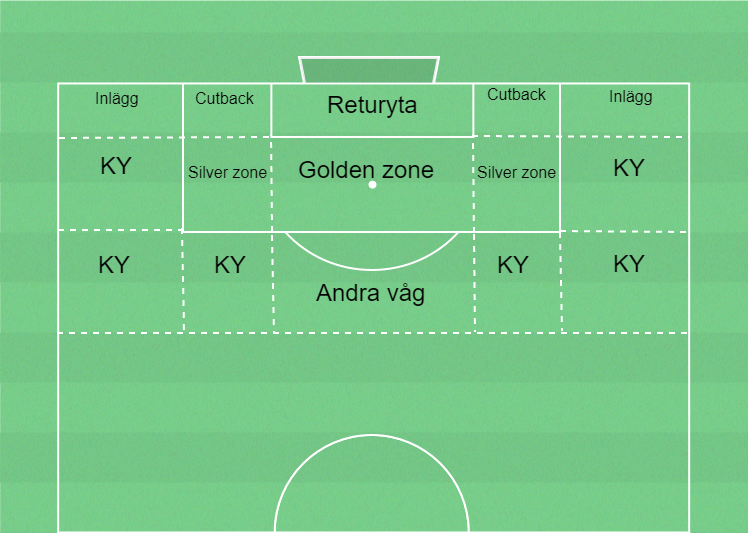 Inlägg
Cutback
Returyta
Cutback
Inlägg
KY
Silver zone
Golden zone
Silver zone
KY
KY
KY
Andra våg
KY
KY